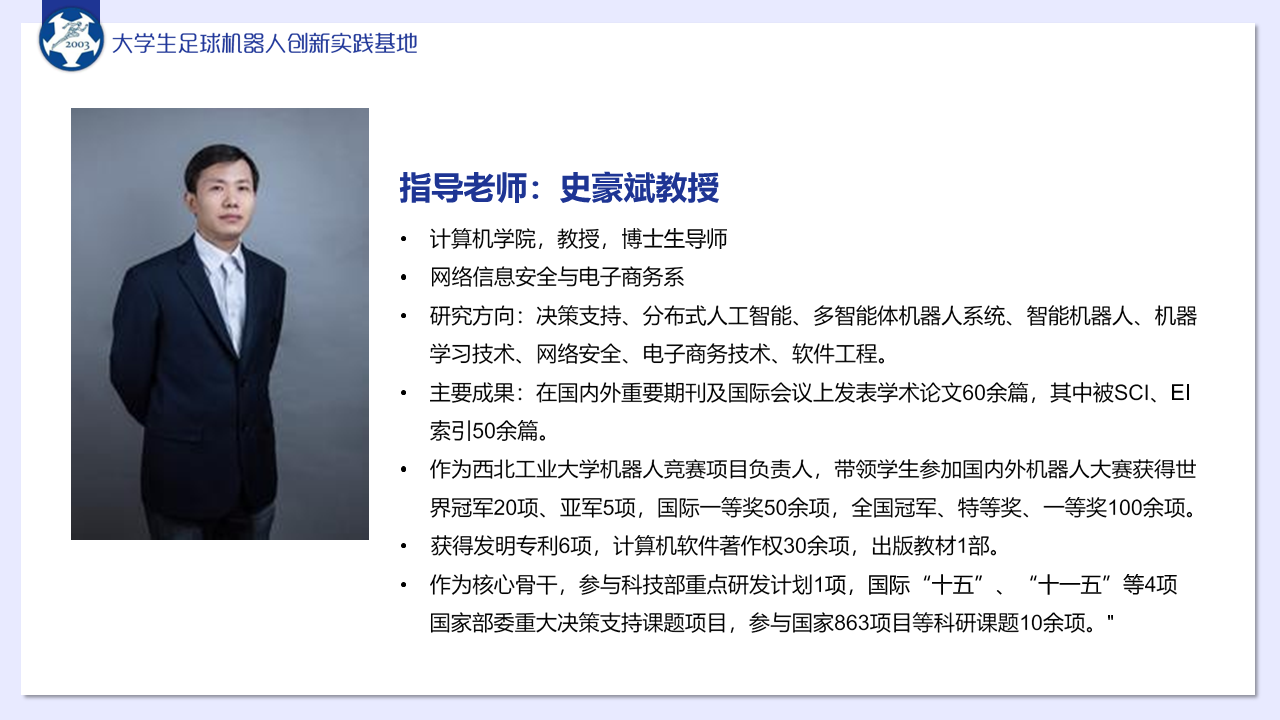 2003
大学生足球机器人创新实践基地
指导老师：史豪斌教授
• 计算机学院，教授，博士生导师
• 网络信息安全与电子商务系
• 研究方向：决策支持、分布式人工智能、多智能体机器人系统、智能机器人、机器
学习技术、网络安全、电子商务技术、软件工程。
• 主要成果：在国内外重要期刊及国际会议上发表学术论文60余篇，其中被SCI、EI
索引50余篇。
• 作为西北工业大学机器人竞赛项目负责人，带领学生参加国内外机器人大赛获得世
界冠军20项、亚军5项，国际一等奖50余项，全国冠军、特等奖、一等奖100余项。
• 获得发明专利6项，计算机软件著作权30余项，出版教材1部。
• 作为核心骨干，参与科技部重点研发计划1项，国际“十五”、“十一五”等4项
国家部委重大决策支持课题项目，参与国家863项目等科研课题10余项。"